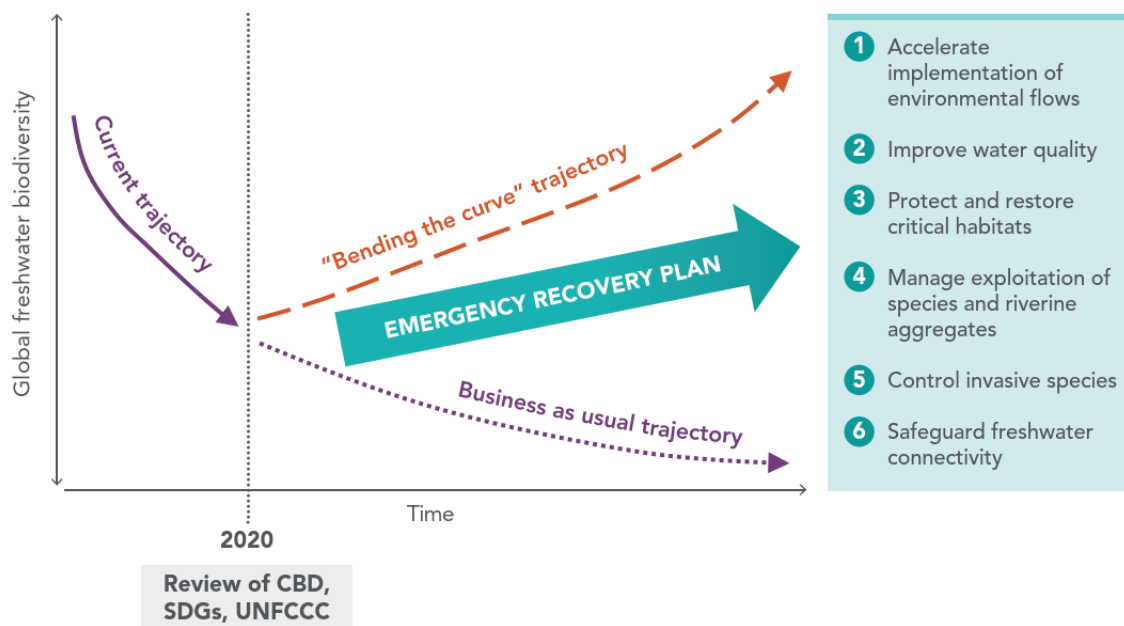 Global freshwater biodiversity
Current trajectory
"Bending the curve" trajectory
EMERGENCY RECOVERY PLAN
Business as usual trajectory
Time
2020
Review of CBD,
SDGs, UNFCCC
1 Accelerate
implementation of
environmental flows
2 Improve water quality
3 Protect and restore
critical habitats
4 Manage exploitation of
species and riverine
aggregates
5 Control invasive species
6 Safeguard freshwater
connectivity